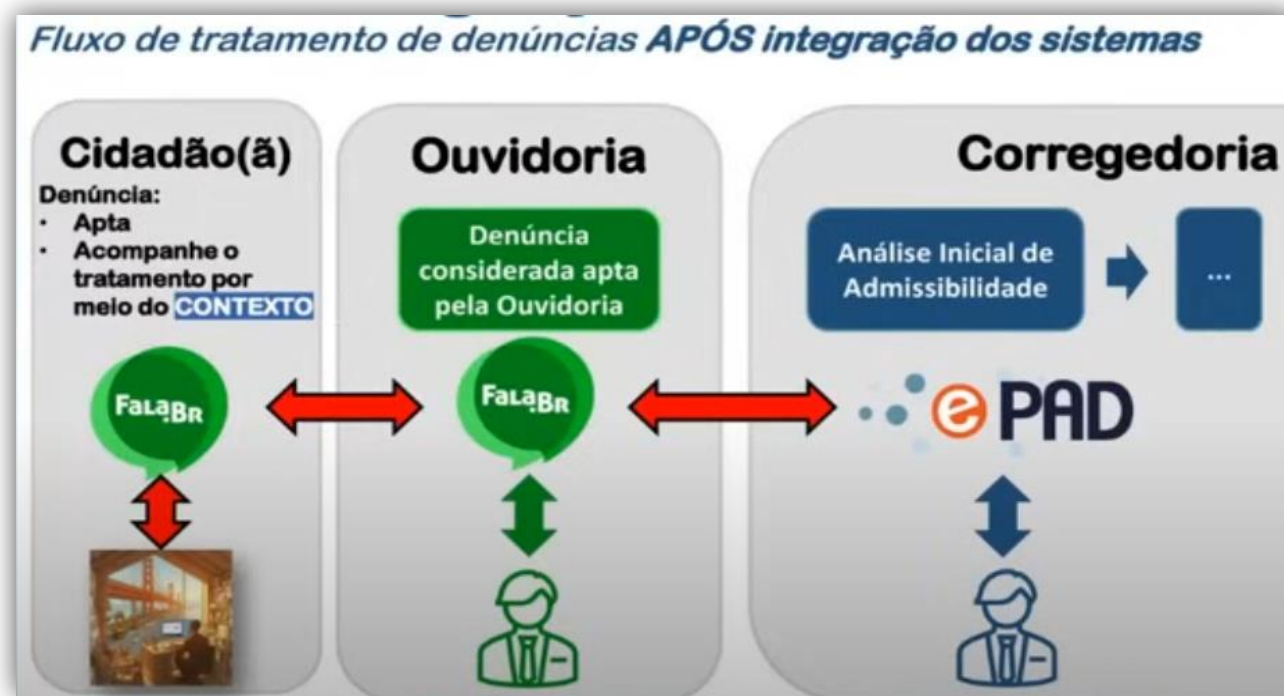 Fluxo de tratamento de denúncias APÓS integração dos sistemas
Cidadão(ã)
Denúncia:
• Apta
• Acompanhe o
tratamento por
meio do CONTEXTO
FALA.BR
Ouvidoria
Denúncia
considerada apta
pela Ouvidoria
FALA.BR
Corregedoria
Análise Inicial de
Admissibilidade
...
e PAD